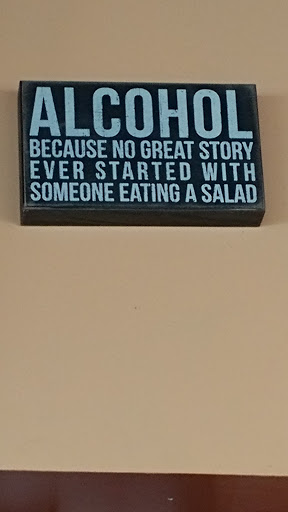 ALCOHOL
BECAUSE NO GREAT STORY
EVER STARTED WITH
SOMEONE EATING A SALAD